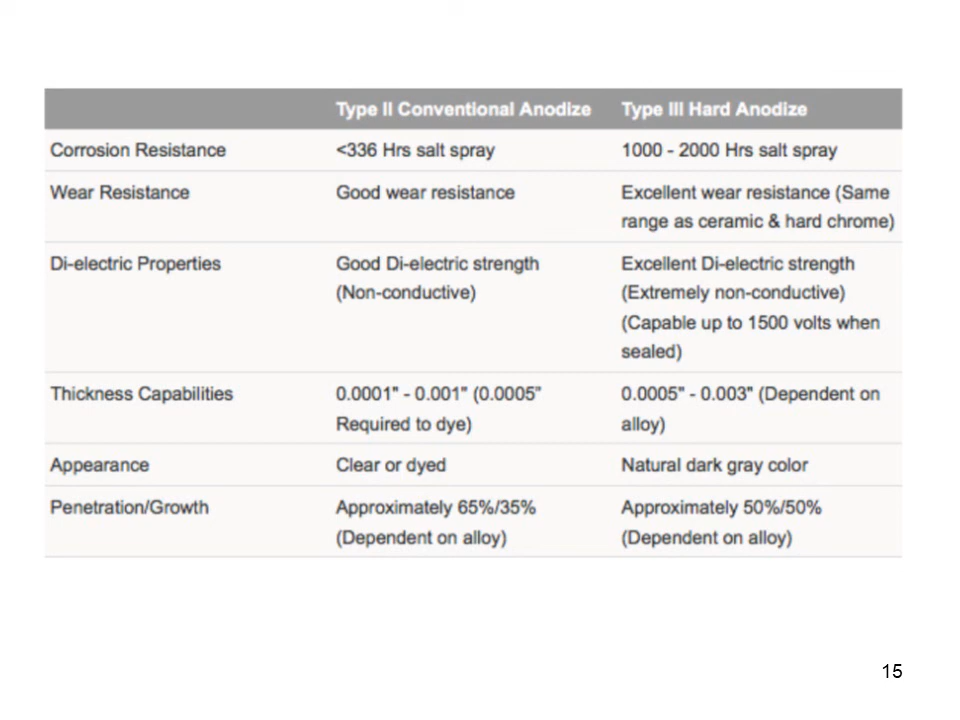 Type II Conventional Anodize Type III Hard Anodize
Corrosion Resistance <336 Hrs salt spray 1000 - 2000 Hrs salt spray
Wear Resistance Good wear resistance Excellent wear resistance (Same
range as ceramic & hard chrome)
Di-electric Properties Good Di-electric strength Excellent Di-electric strength
(Non-conductive) (Extremely non-conductive)
(Capable up to 1500 volts when
sealed)
Thickness Capabilities 0.0001" - 0.001" (0.0005" 0.0005" - 0.003" (Dependent on
Required to dye) alloy)
Appearance Clear or dyed Natural dark gray color
Penetration/Growth Approximately 65%/35% Approximately 50%/50%
(Dependent on alloy) (Dependent on alloy)
15